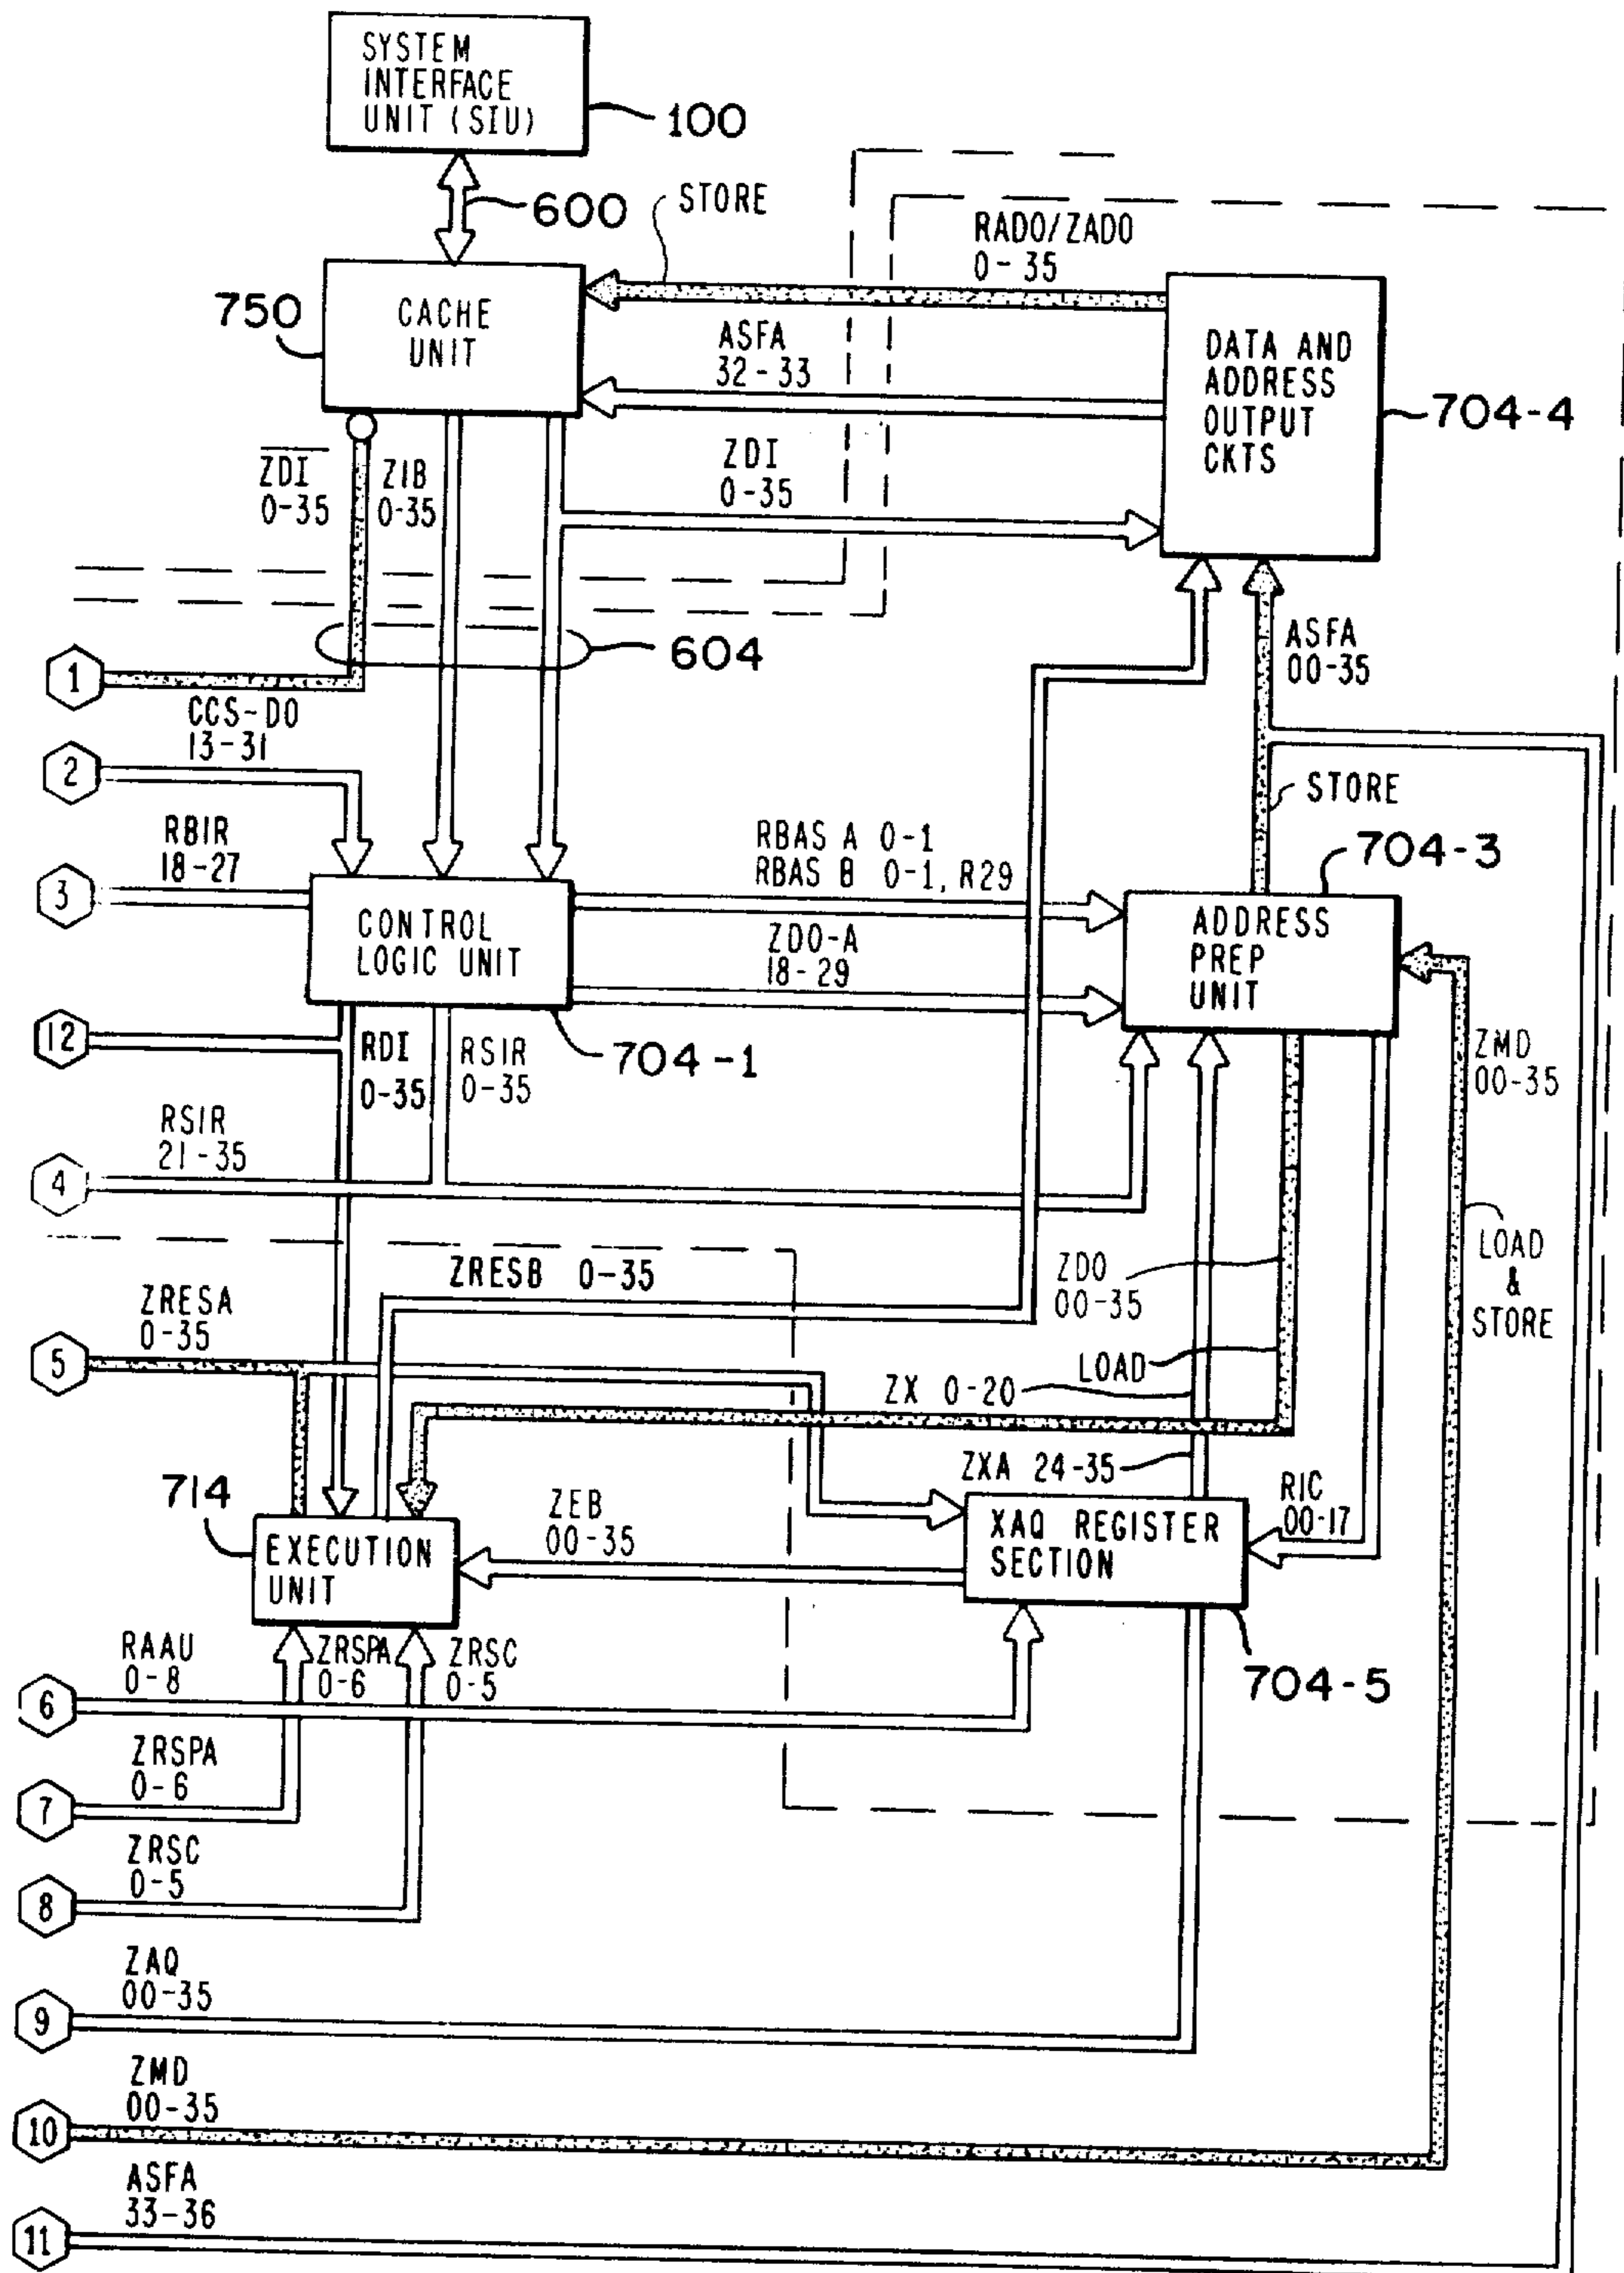 SYSTEM
INTERFACE
UNIT (SIU)
100
600
STORE
RADO/ZADO
0-35
750
CACHE
UNIT
ASFA
32-33
DATA AND
ADDRESS
OUTPUT
CKTS
704-4
ZDI
0-35
ZIB
0-35
ZDI
0-35
604
ASFA
00-35
1
CCS-DO
13-31
2
STORE
RBIR
18-27
3
RBAS A 0-1
RBAS B 0-1, R29
704-3
CONTROL
LOGIC UNIT
ZDO-A
18-29
ADDRESS
PREP
UNIT
12
RDI
0-35
RSIR
0-35
704-1
ZMD
00-35
RSIR
21-35
4
LOAD
&
STORE
ZRESB 0-35
ZDO
00-35
ZRESA
0-35
5
LOAD
ZX 0-20
ZXA 24-35
714
EXECUTION
UNIT
ZEB
00-35
XAQ REGISTER
SECTION
RIC
00-17
704-5
RAAU
0-8
6
ZRSPA
0-6
ZRSC
0-5
ZRSPA
0-6
7
ZRSC
0-5
8
ZAQ
00-35
9
ZMD
00-35
10
ASFA
33-36
11